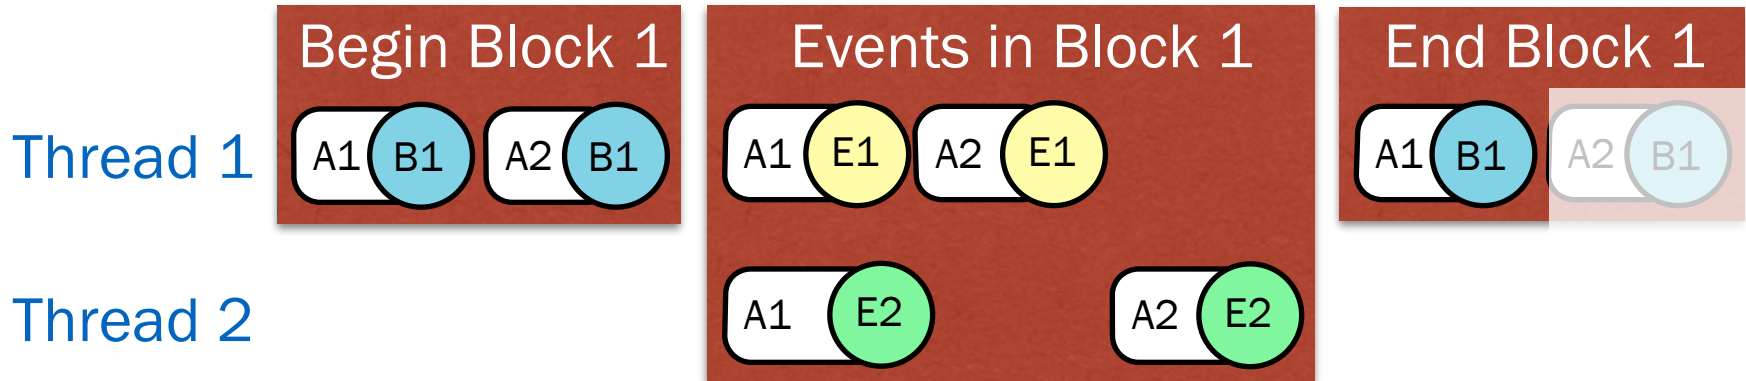 Begin Block 1 Events in Block 1 End Block 1
Thread 1 A1 B1 A2 B1 A1 E1 A2 E1 A1 B1 A2 B1
Thread 2 A1 E2 A2 E2